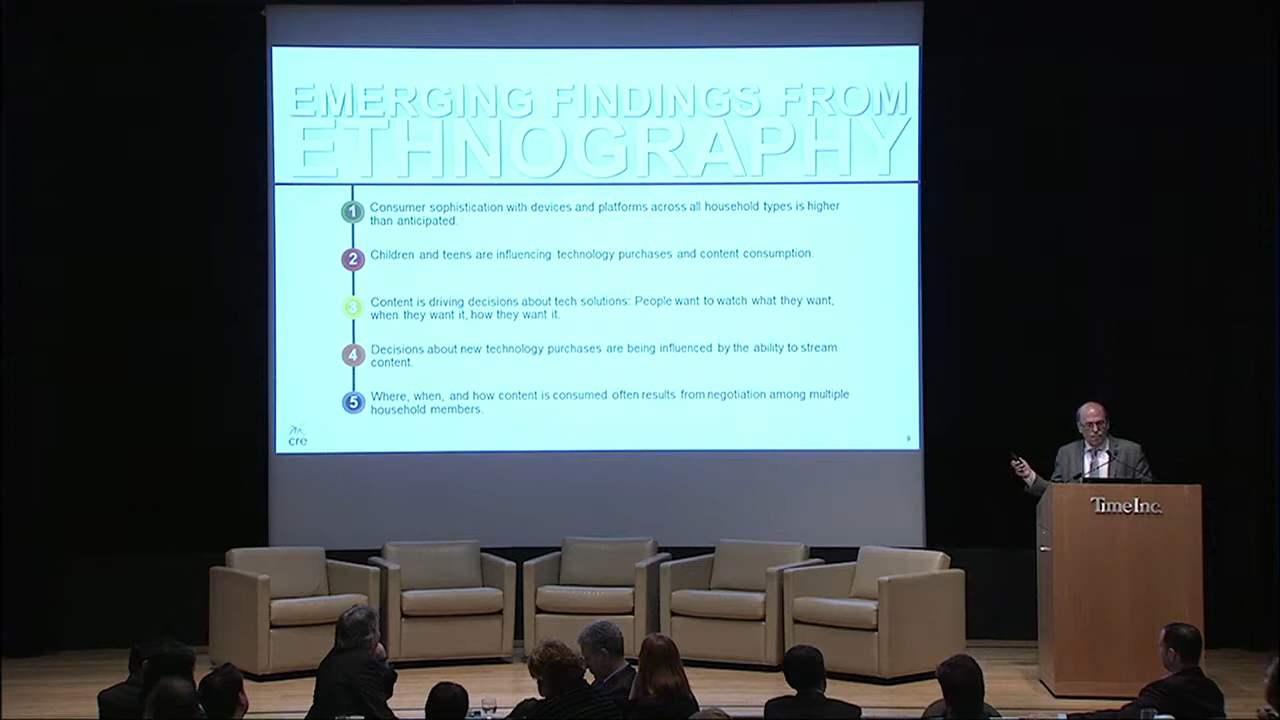 EMERGING FINDINGS FROM
ETHNOGRAPHY
1
Consumer sophistication with devices and platforms across all household types is higher
than anticipated.
2
Children and teens are influencing technology purchases and content consumption.
3
Content is driving decisions about tech solutions: People want to watch what they want,
when they want it, how they want it.
4
Decisions about new technology purchases are being influenced by the ability to stream
content.
5
Where, when, and how content is consumed often results from negotiation among multiple
household members.
cre
9
TimeInc.